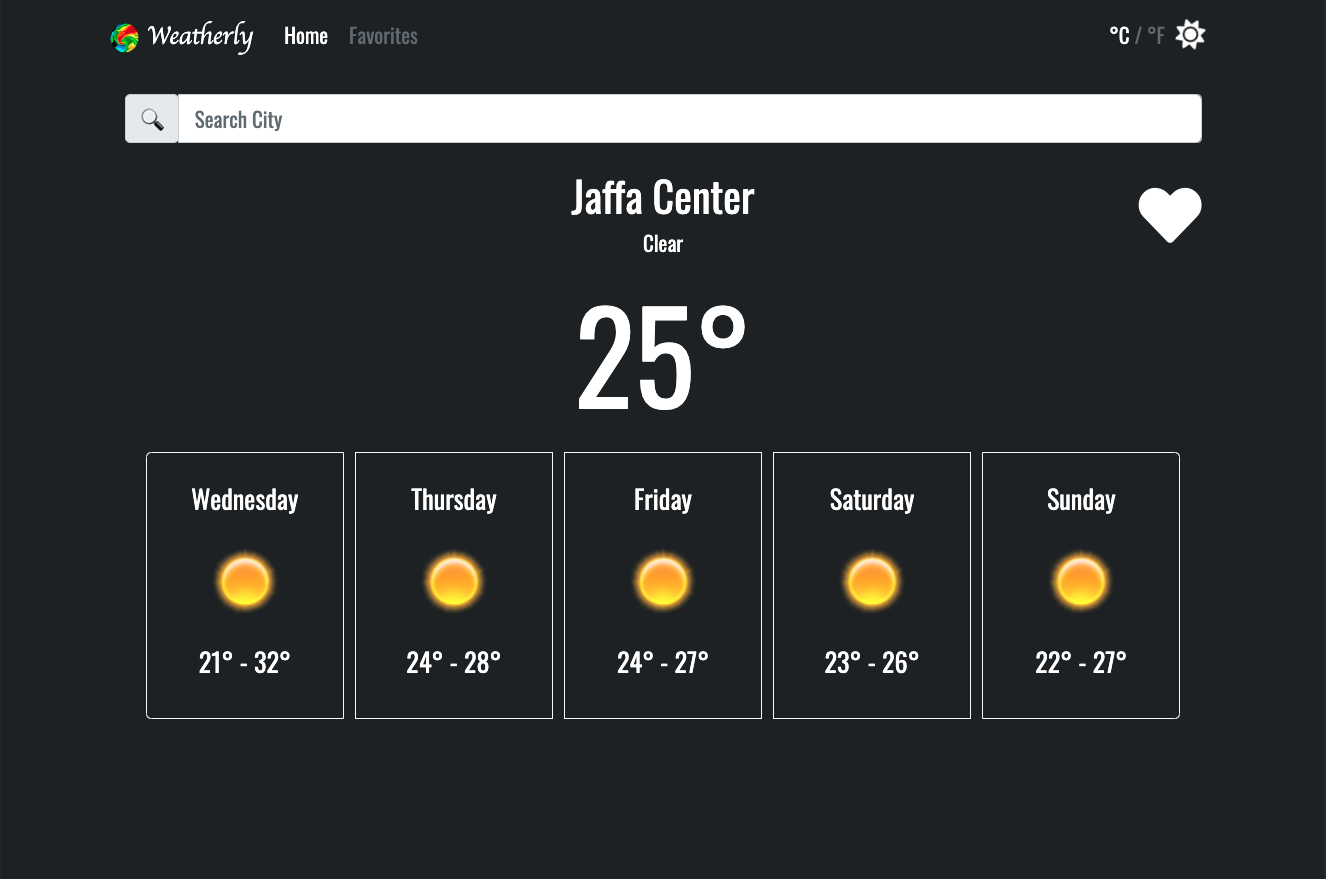 Weatherly Home Favorites °C / °F
Search City
Jaffa Center
Clear
25°
Wednesday Thursday Friday Saturday Sunday
21° - 32° 24° - 28° 24° - 27° 23° - 26° 22° - 27°